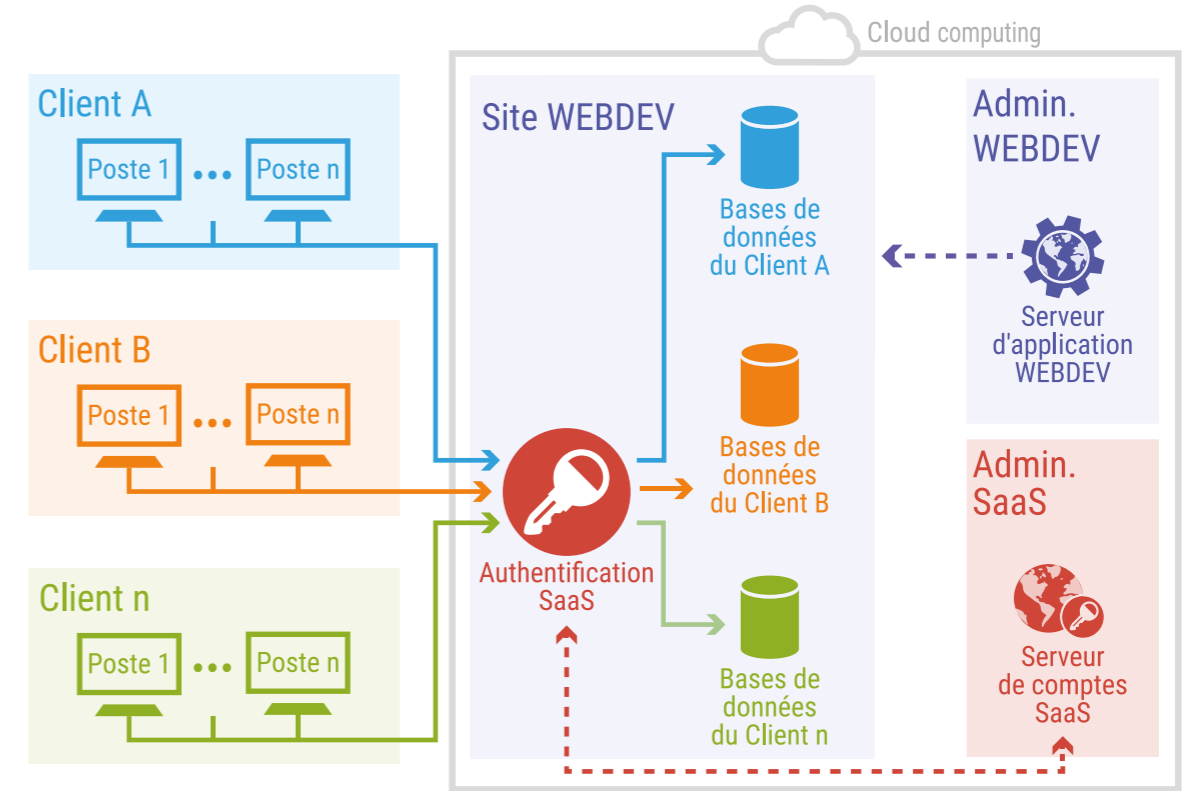 Cloud computing
Client A
Poste 1
Poste n
Client B
Poste 1
Poste n
Client n
Poste 1
Poste n
Site WEBDEV
Authentification
SaaS
Bases de
données
du Client A
Bases de
données
du Client B
Bases de
données
du Client n
Admin.
WEBDEV
Serveur
d'application
WEBDEV
Admin.
SaaS
Serveur
de comptes
SaaS